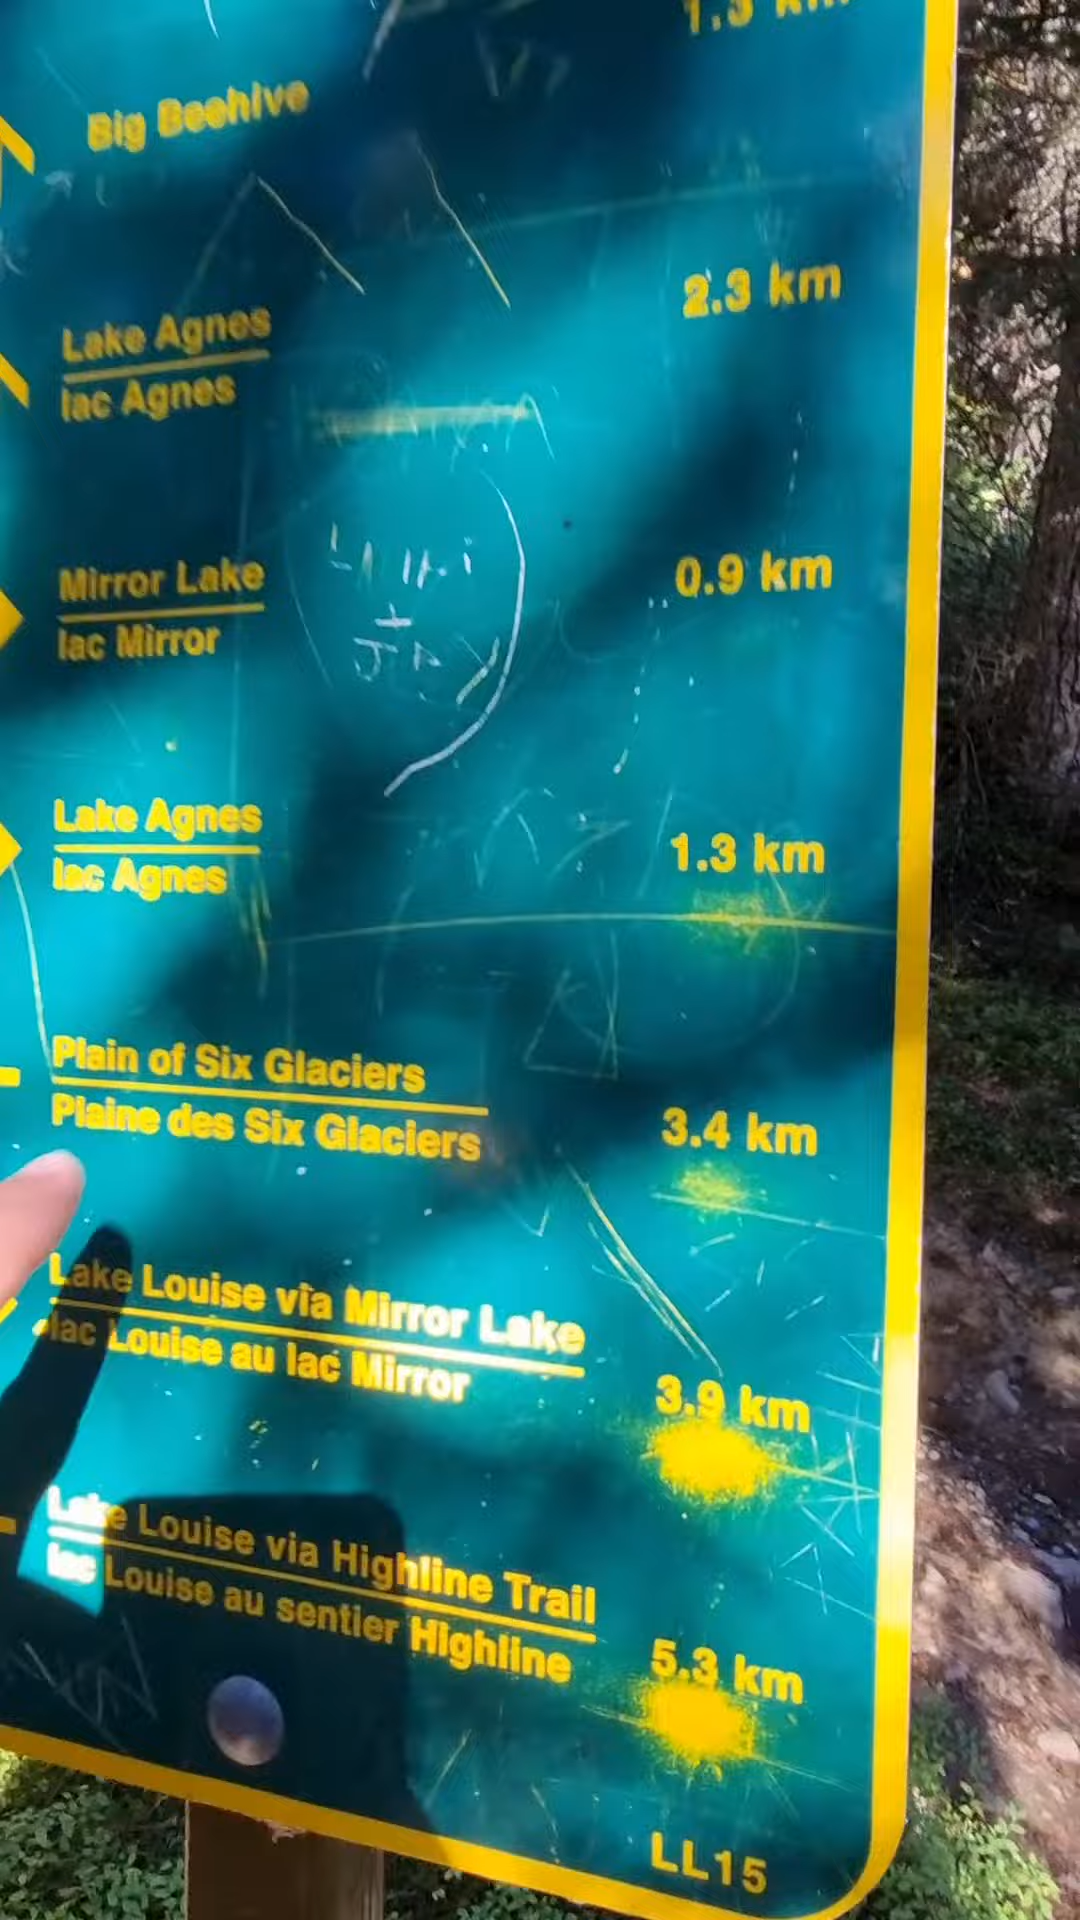 1.3 km
Big Beehive
2.3 km
Lake Agnes
lac Agnes
Mirror Lake
lac Mirror
0.9 km
Lake Agnes
lac Agnes
1.3 km
Plain of Six Glaciers
Plaine des Six Glaciers
3.4 km
Lake Louise via Mirror Lake
lac Louise au lac Mirror
3.9 km
Lake Louise via Highline Trail
lac Louise au sentier Highline
5.3 km
LL15